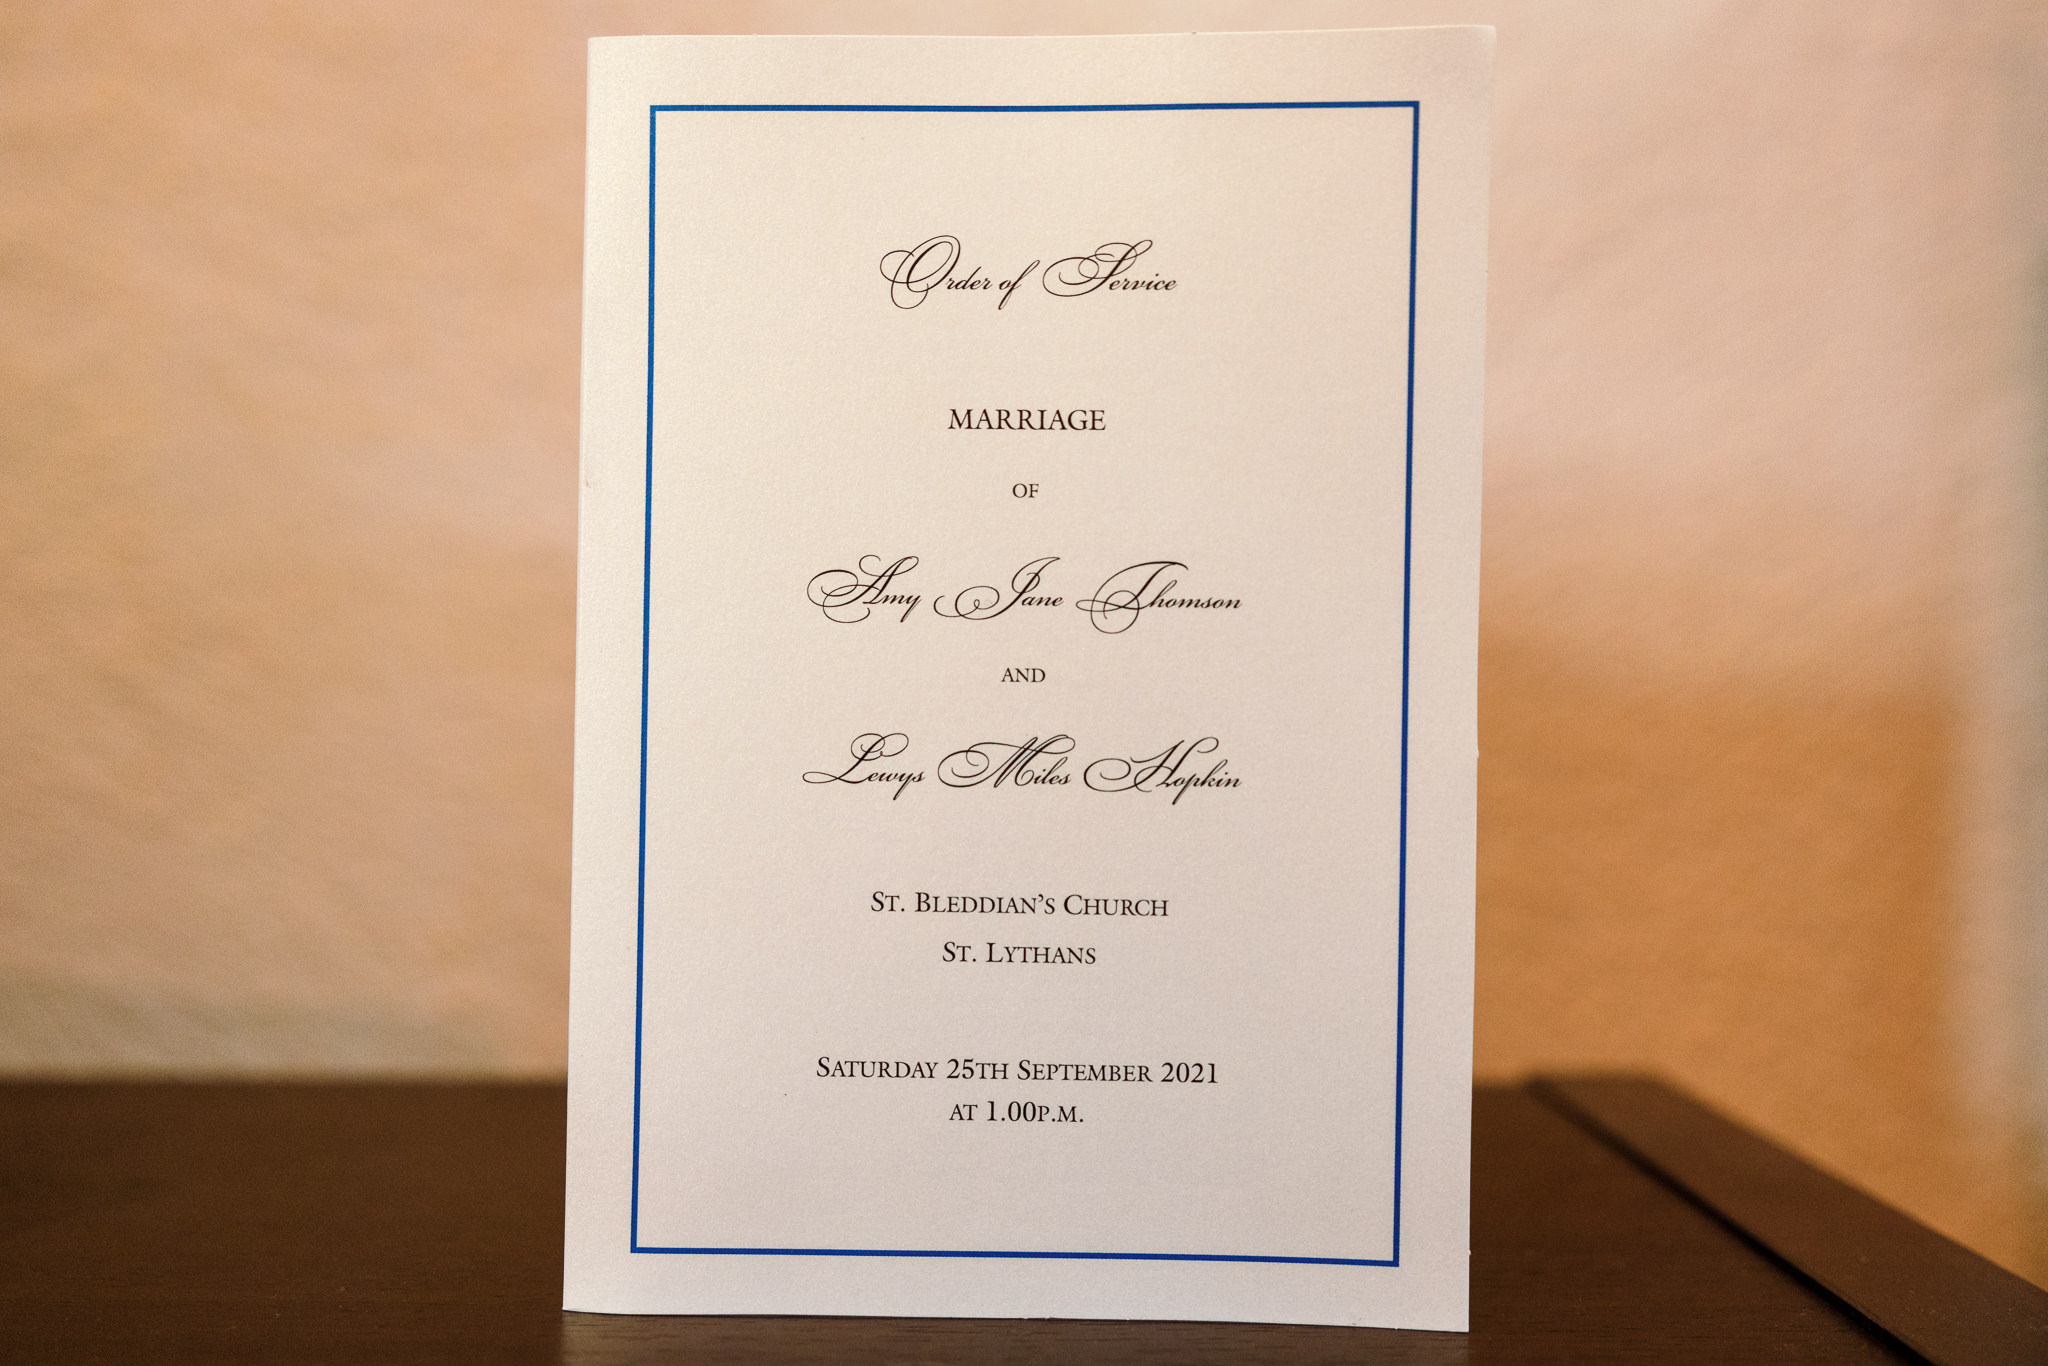 Order of Service
MARRIAGE
OF
Amy Jane Thomson
AND
Lewys Miles Hopkin
ST. BLEDDIAN'S CHURCH
ST. LYTHANS
SATURDAY 25TH SEPTEMBER 2021
AT 1.00P.M.